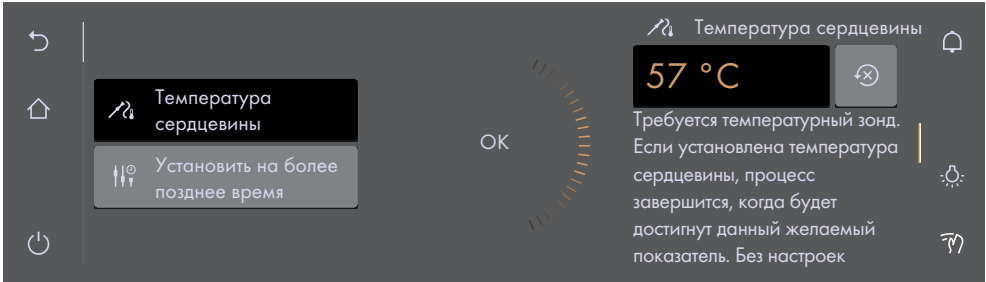 Температура
сердцевины
Установить на более
позднее время
OK
Температура сердцевины
57 °C
Требуется температурный зонд.
Если установлена температура
сердцевины, процесс
завершится, когда будет
достигнут данный желаемый
показатель. Без настроек